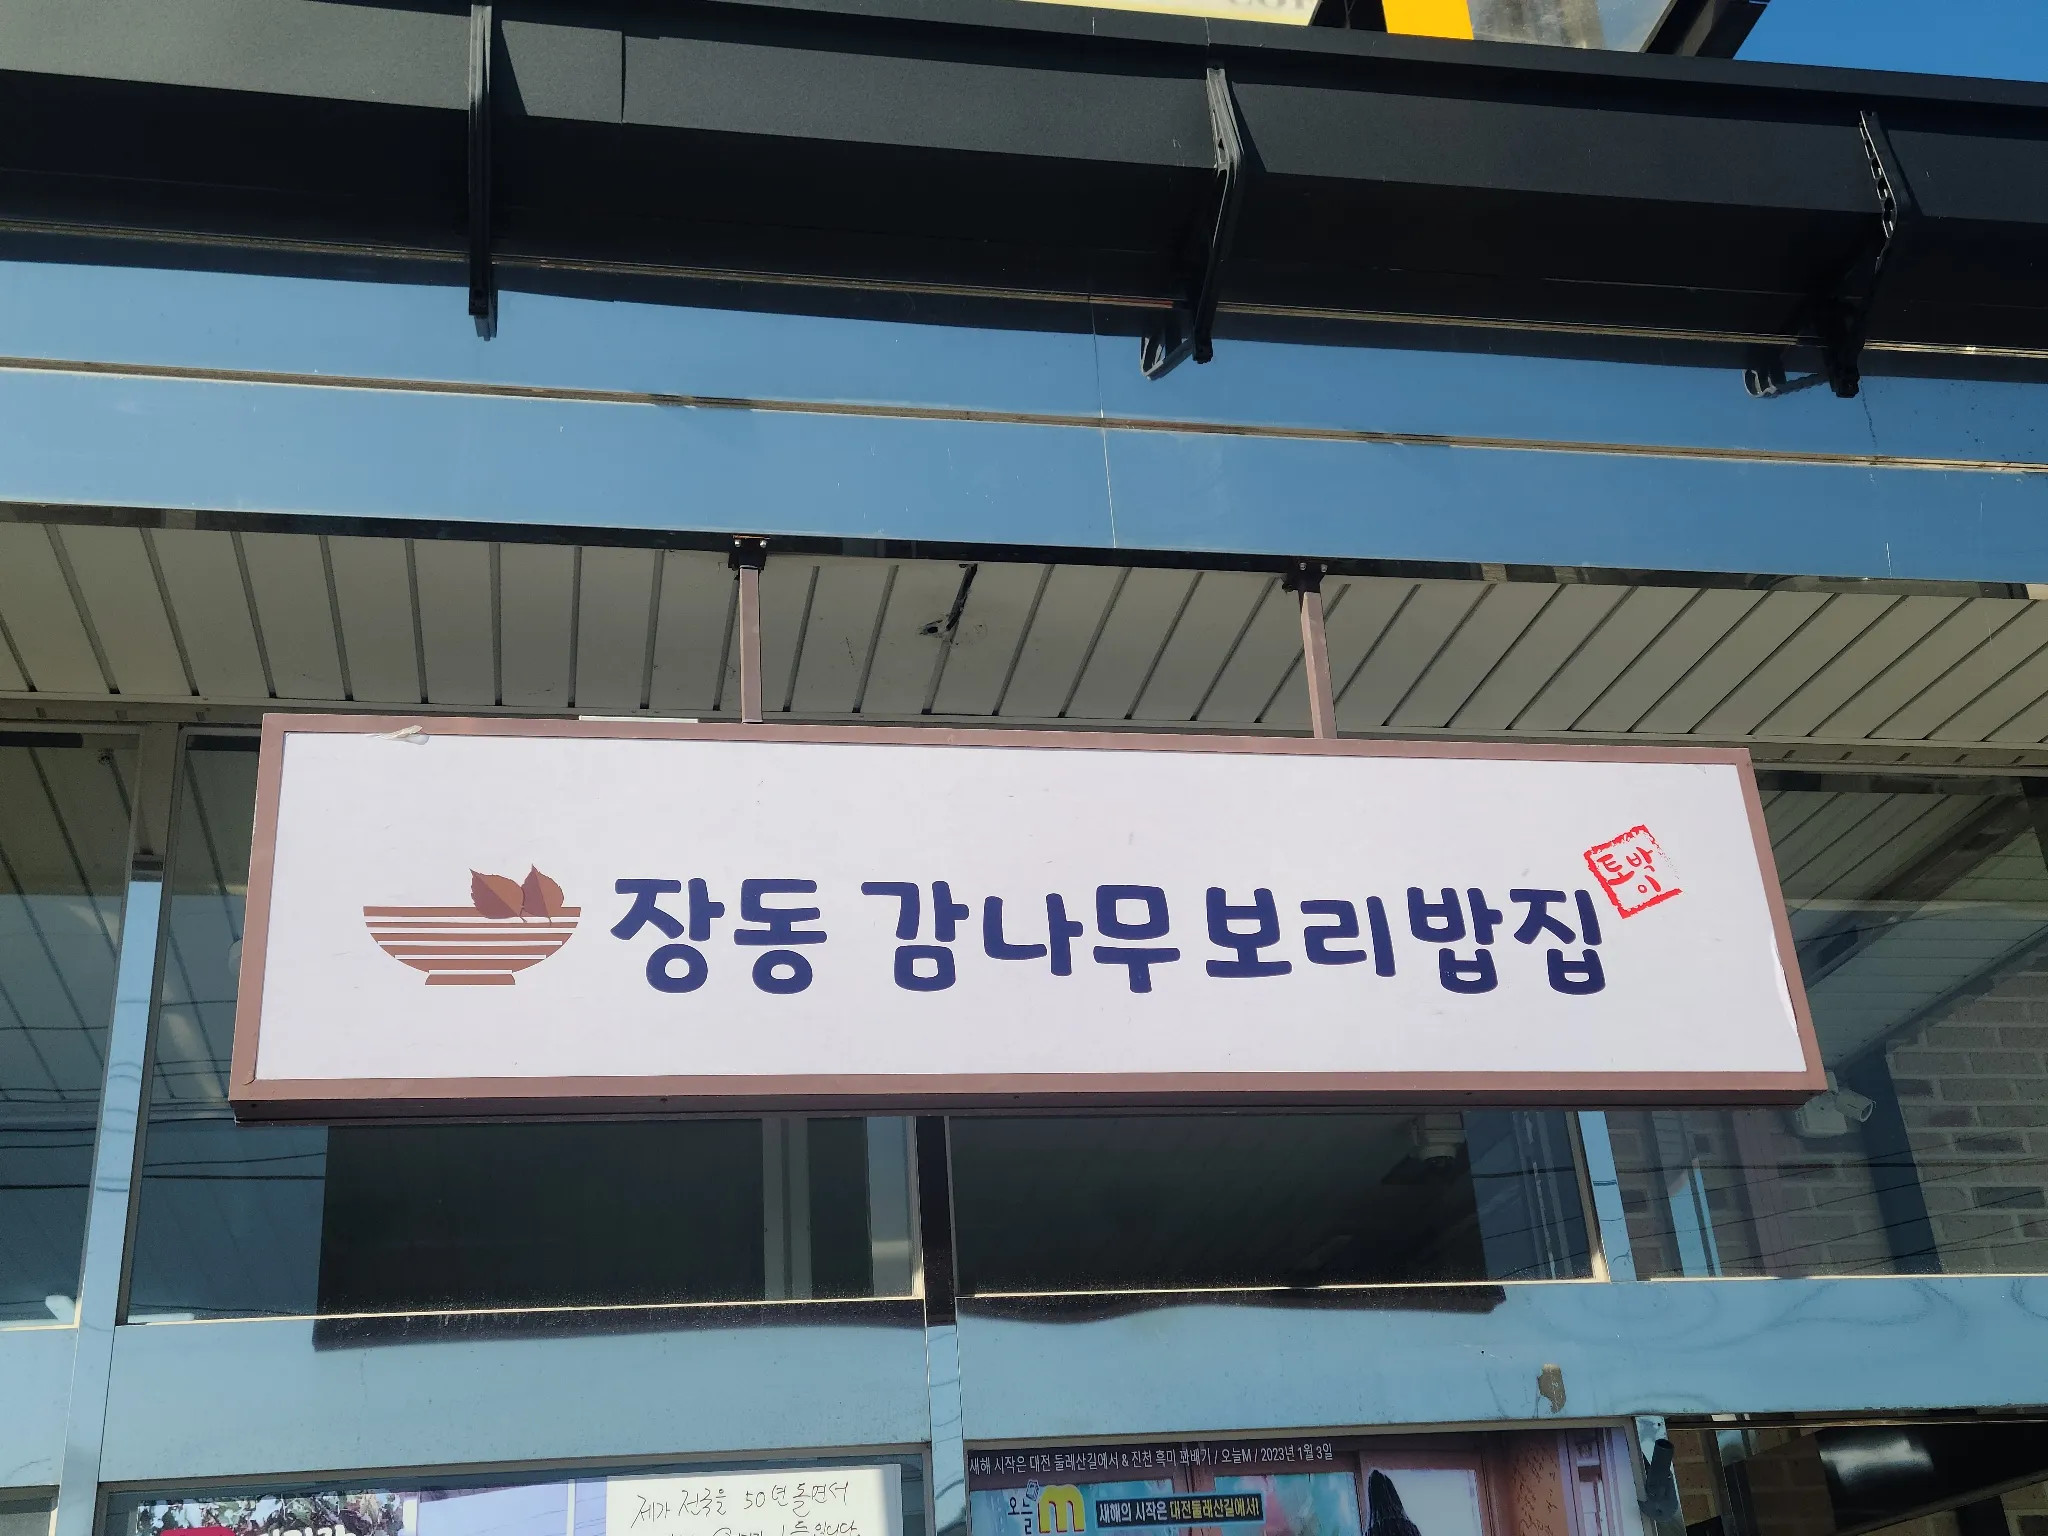 장동 감나무보리밥집
토박이
제가 전국을 50년 돌면서
새해 시작은 대전 둘레산길에서 & 진천 흑미 꽈배기 / 오늘M / 2023년 1월 3일
오늘 M 새해의 시작은 대전둘레산길에서!